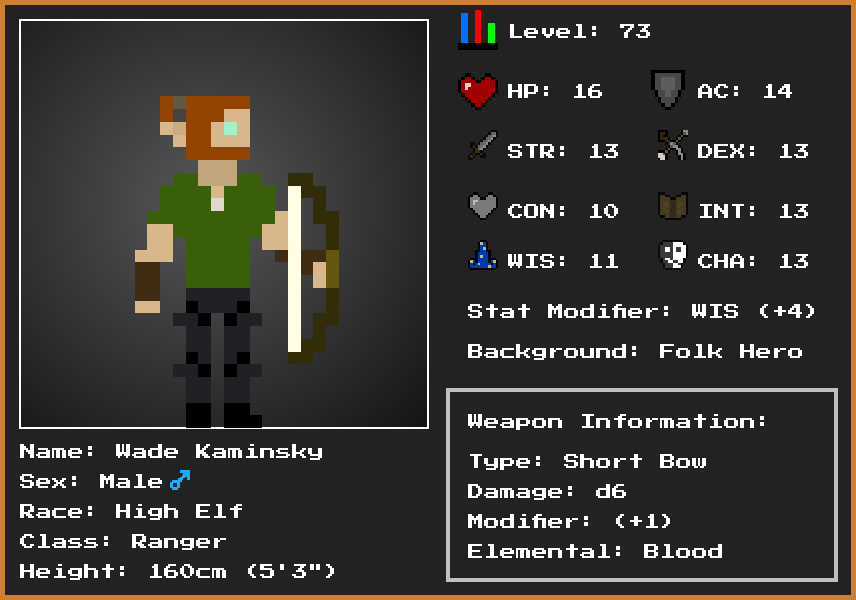 Level: 73
HP: 16
AC: 14
STR: 13
DEX: 13
CON: 10
INT: 13
WIS: 11
CHA: 13
Stat Modifier: WIS (+4)
Background: Folk Hero
Name: Wade Kaminsky
Sex: Male♂
Race: High Elf
Class: Ranger
Height: 160cm (5'3")
Weapon Information:
Type: Short Bow
Damage: d6
Modifier: (+1)
Elemental: Blood